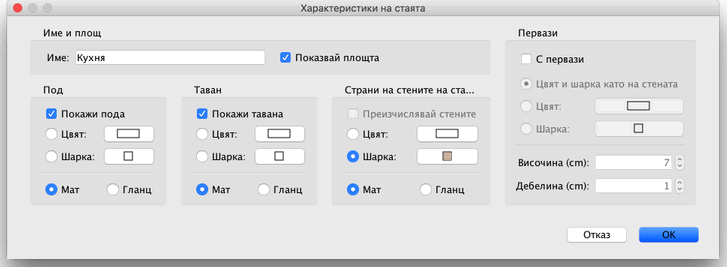 Характеристики на стаята
Име и площ
Име: Кухня
Показвай площта
Под
Покажи пода
Цвят:
Шарка:
Мат Гланц
Таван
Покажи тавана
Цвят:
Шарка:
Мат Гланц
Страни на стените на ста...
Преизчислявай стените
Цвят:
Шарка:
Мат Гланц
Первази
С первази
Цвят и шарка като на стената
Цвят:
Шарка:
Височина (cm): 7
Дебелина (cm): 1
Отказ
OK